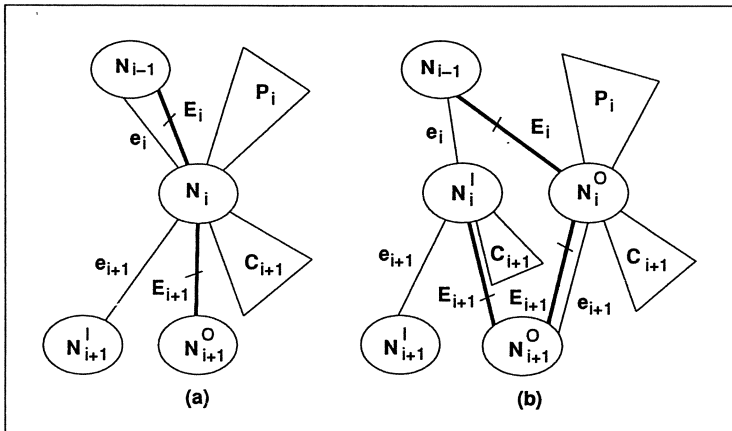 N i–1
E i
e i
P i
N i
e i+1
E i+1
C i+1
N I i+1
N O i+1
(a)
N i–1
e i
E i
P i
N I i
N O i
e i+1
C i+1
E i+1
E i+1
e i+1
C i+1
N I i+1
N O i+1
(b)